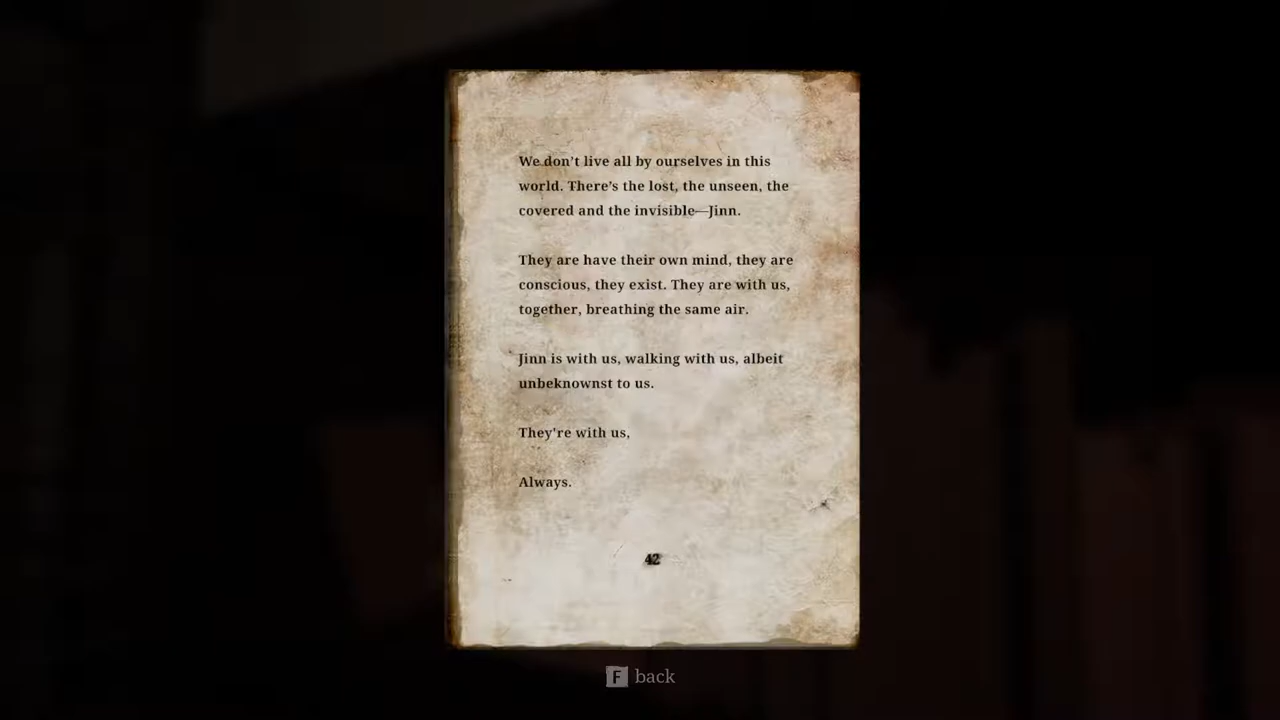 We don't live all by ourselves in this
world. There's the lost, the unseen, the
covered and the invisible—Jinn.
They are have their own mind, they are
conscious, they exist. They are with us,
together, breathing the same air.
Jinn is with us, walking with us, albeit
unbeknownst to us.
They're with us,
Always.
42
F back